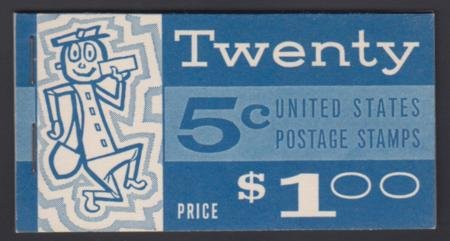 Twenty
5c UNITED STATES
POSTAGE STAMPS
PRICE $1.00